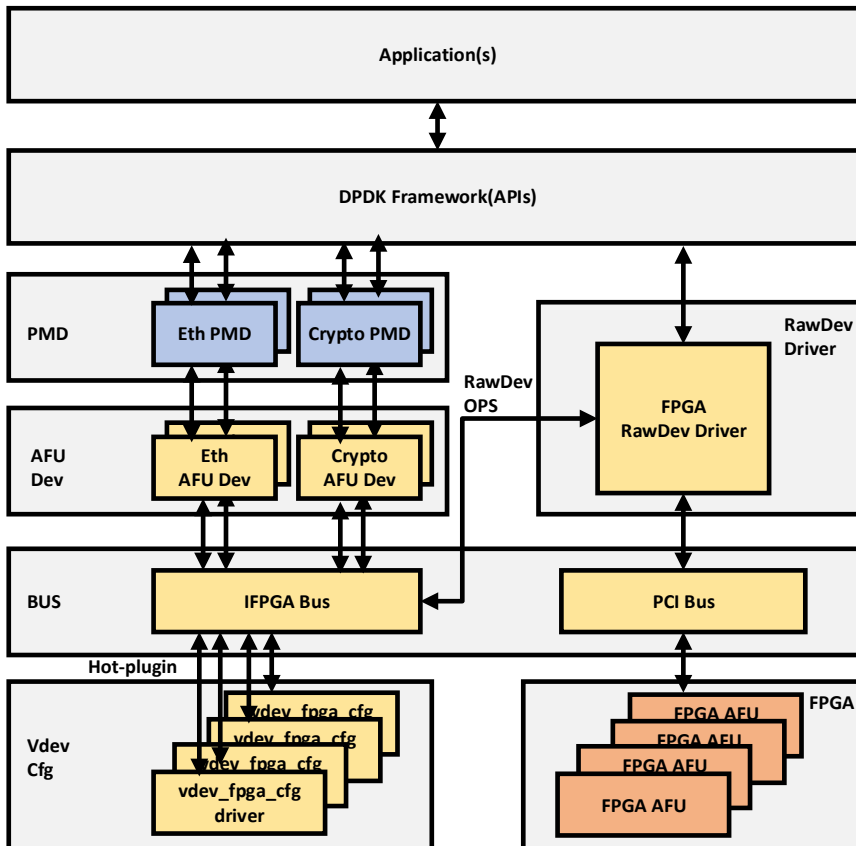 Application(s)
DPDK Framework(APIs)
PMD
Eth PMD
Crypto PMD
RawDev
OPS
RawDev
Driver
FPGA
RawDev Driver
AFU
Dev
Eth
AFU Dev
Crypto
AFU Dev
BUS
IFPGA Bus
PCI Bus
Hot-plugin
Vdev
Cfg
vdev_fpga_cfg
vdev_fpga_cfg
vdev_fpga_cfg
vdev_fpga_cfg
driver
FPGA
FPGA AFU
FPGA AFU
FPGA AFU
FPGA AFU